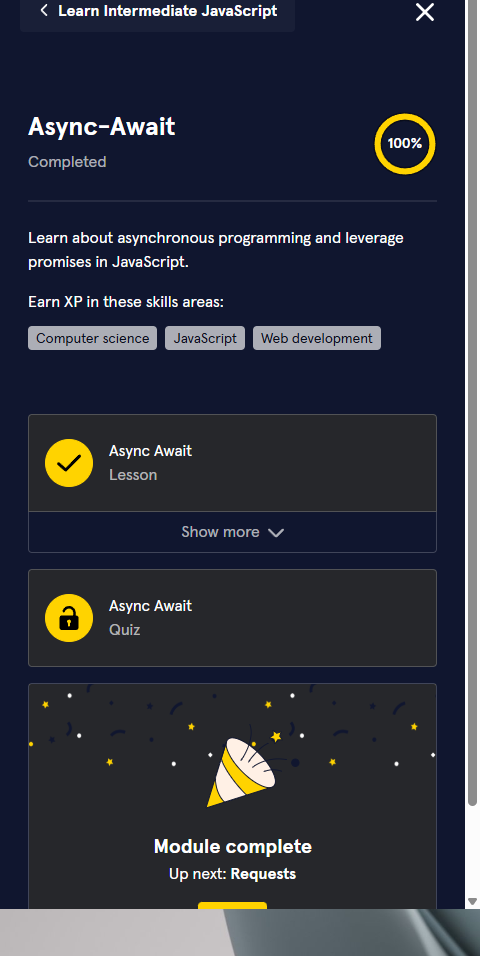 Learn Intermediate JavaScript
Async-Await
100%
Completed
Learn about asynchronous programming and leverage
promises in JavaScript.
Earn XP in these skills areas:
Computer science
JavaScript
Web development
Async Await
Lesson
Show more
Async Await
Quiz
Module complete
Up next: Requests